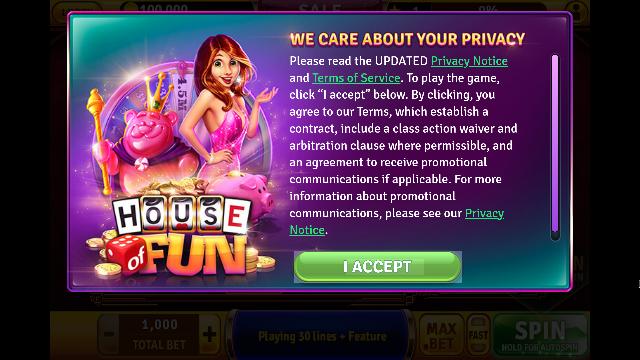 100,000
SALE
WE CARE ABOUT YOUR PRIVACY
Please read the UPDATED Privacy Notice
and Terms of Service. To play the game,
click “I accept” below. By clicking, you
agree to our Terms, which establish a
contract, include a class action waiver and
arbitration clause where permissible, and
an agreement to receive promotional
communications if applicable. For more
information about promotional
communications, please see our Privacy
Notice.
I ACCEPT
1.5M
HOUSE
of FUN
- 1,000 +
TOTAL BET
Playing 30 lines + Feature
MAX
BET
FAST
SPIN
HOLD FOR AUTOSPIN